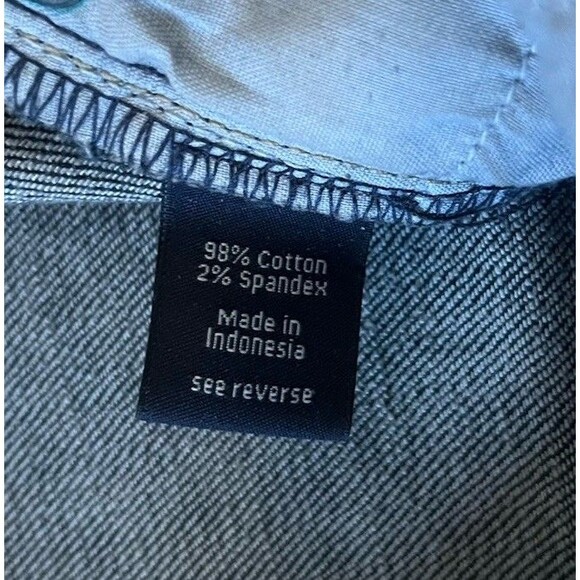 98% Cotton
2% Spandex
Made in
Indonesia
see reverse